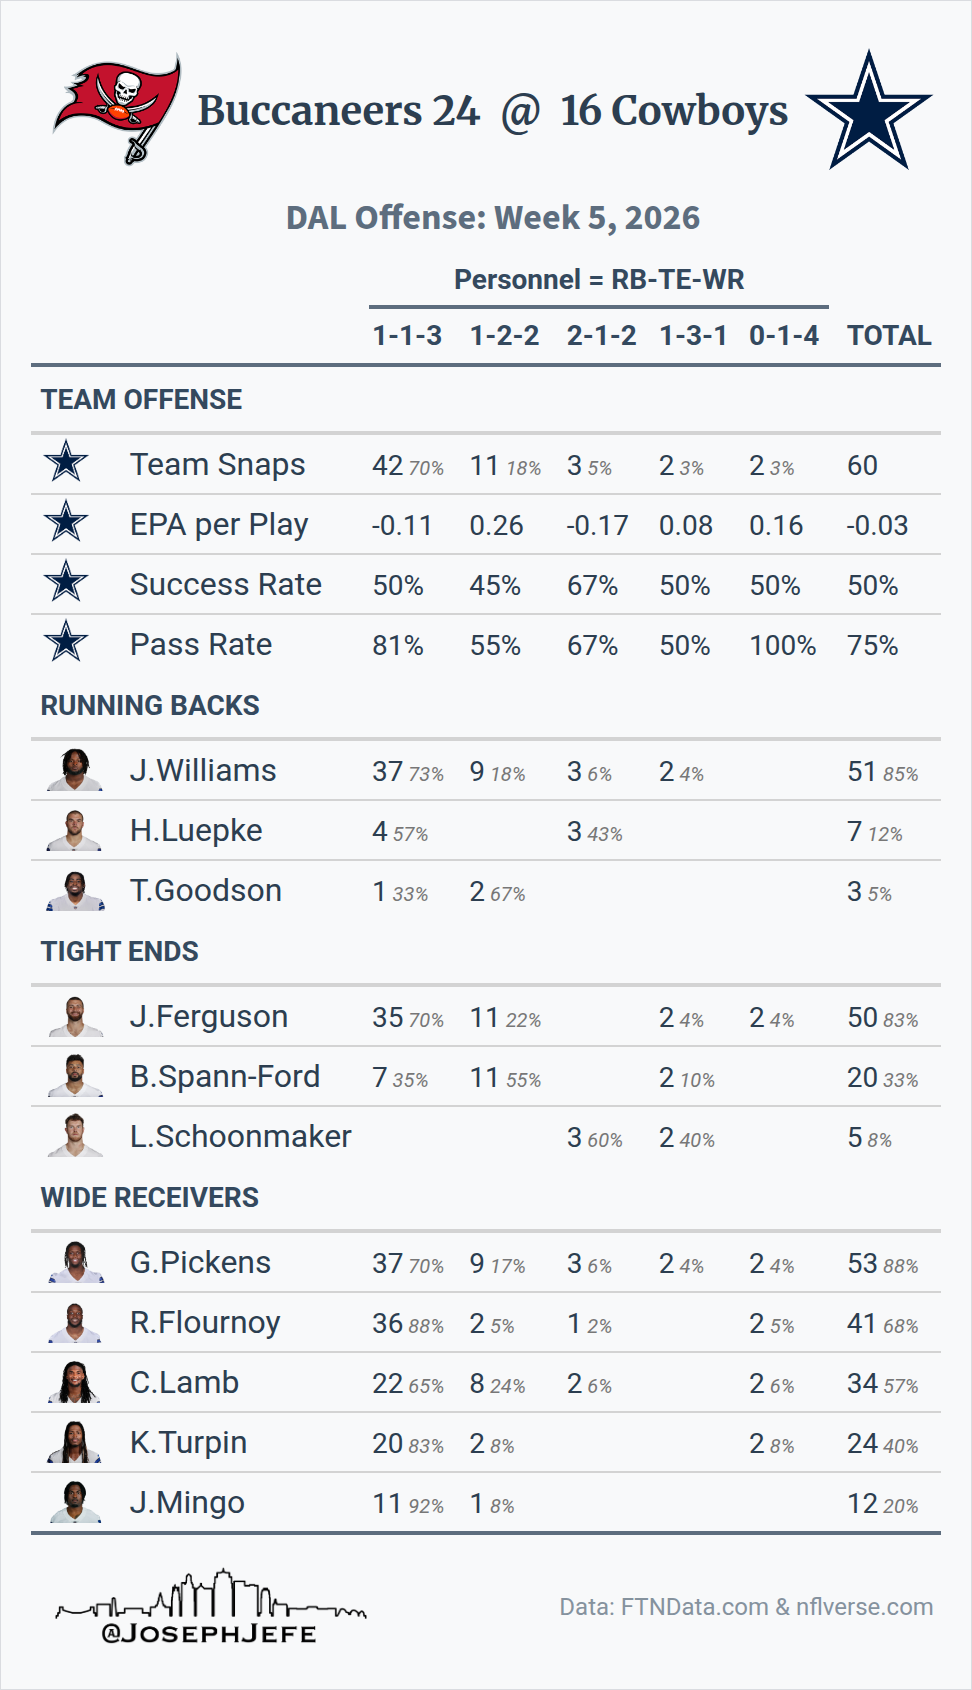 Buccaneers 24 @ 16 Cowboys
DAL Offense: Week 5, 2026
Personnel = RB-TE-WR
1-1-3 1-2-2 2-1-2 1-3-1 0-1-4 TOTAL
TEAM OFFENSE
Team Snaps 42 70% 11 18% 3 5% 2 3% 2 3% 60
EPA per Play -0.11 0.26 -0.17 0.08 0.16 -0.03
Success Rate 50% 45% 67% 50% 50% 50%
Pass Rate 81% 55% 67% 50% 100% 75%
RUNNING BACKS
J.Williams 37 73% 9 18% 3 6% 2 4% 51 85%
H.Luepke 4 57% 3 43% 7 12%
T.Goodson 1 33% 2 67% 3 5%
TIGHT ENDS
J.Ferguson 35 70% 11 22% 2 4% 2 4% 50 83%
B.Spann-Ford 7 35% 11 55% 2 10% 20 33%
L.Schoonmaker 3 60% 2 40% 5 8%
WIDE RECEIVERS
G.Pickens 37 70% 9 17% 3 6% 2 4% 2 4% 53 88%
R.Flournoy 36 88% 2 5% 1 2% 2 5% 41 68%
C.Lamb 22 65% 8 24% 2 6% 2 6% 34 57%
K.Turpin 20 83% 2 8% 2 8% 24 40%
J.Mingo 11 92% 1 8% 12 20%
@JOSEPHJEFE
Data: FTNData.com & nflverse.com